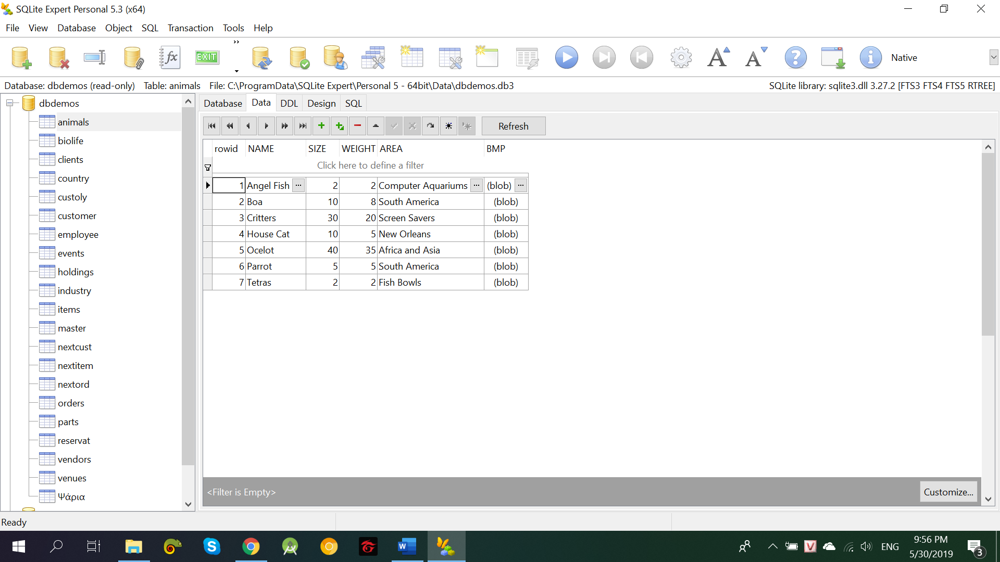 SQLite Expert Personal 5.3 (x64)
File View Database Object SQL Transaction Tools Help
fx EXIT A A ? i Native
Database: dbdemos (read-only) Table: animals File: C:\ProgramData\SQLite Expert\Personal 5 - 64bit\Data\dbdemos.db3 SQLite library: sqlite3.dll 3.27.2 [FTS3 FTS4 FTS5 RTREE]
dbdemos
animals
biolife
clients
country
custoly
customer
employee
events
holdings
industry
items
master
nextcust
nextitem
nextord
orders
parts
reservat
vendors
venues
Ψάρια
Database Data DDL Design SQL
Refresh
rowid NAME SIZE WEIGHT AREA BMP
Click here to define a filter
1 Angel Fish ... 2 2 Computer Aquariums ... (blob) ...
2 Boa 10 8 South America (blob)
3 Critters 30 20 Screen Savers (blob)
4 House Cat 10 5 New Orleans (blob)
5 Ocelot 40 35 Africa and Asia (blob)
6 Parrot 5 5 South America (blob)
7 Tetras 2 2 Fish Bowls (blob)
<Filter is Empty> Customize...
Ready
S W V ENG 9:56 PM
5/30/2019 3